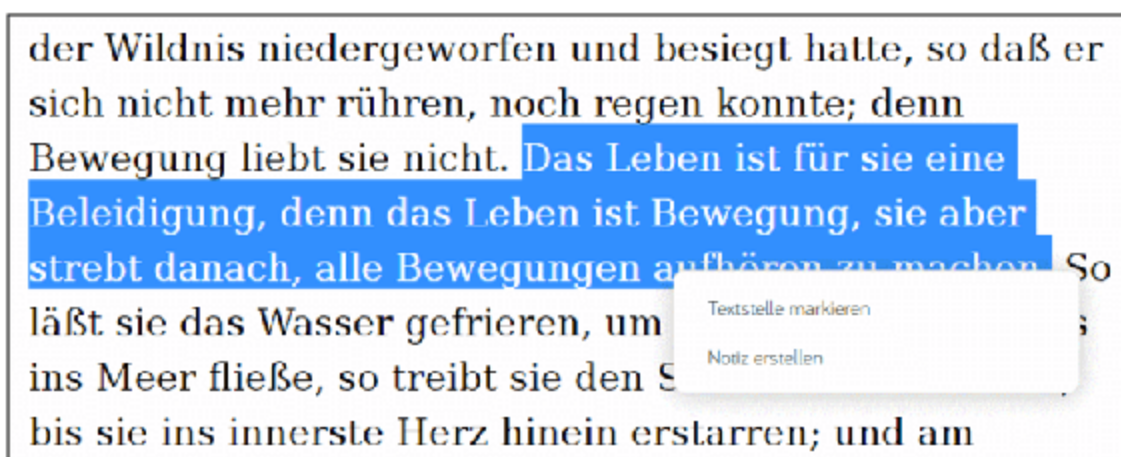 der Wildnis niedergeworfen und besiegt hatte, so daß er
sich nicht mehr rühren, noch regen konnte; denn
Bewegung liebt sie nicht. Das Leben ist für sie eine
Beleidigung, denn das Leben ist Bewegung, sie aber
strebt danach, alle Bewegungen aufhören zu machen. So
Textstelle markieren
läßt sie das Wasser gefrieren, um
Notiz erstellen
ins Meer fließe, so treibt sie den
bis sie ins innerste Herz hinein erstarren; und am